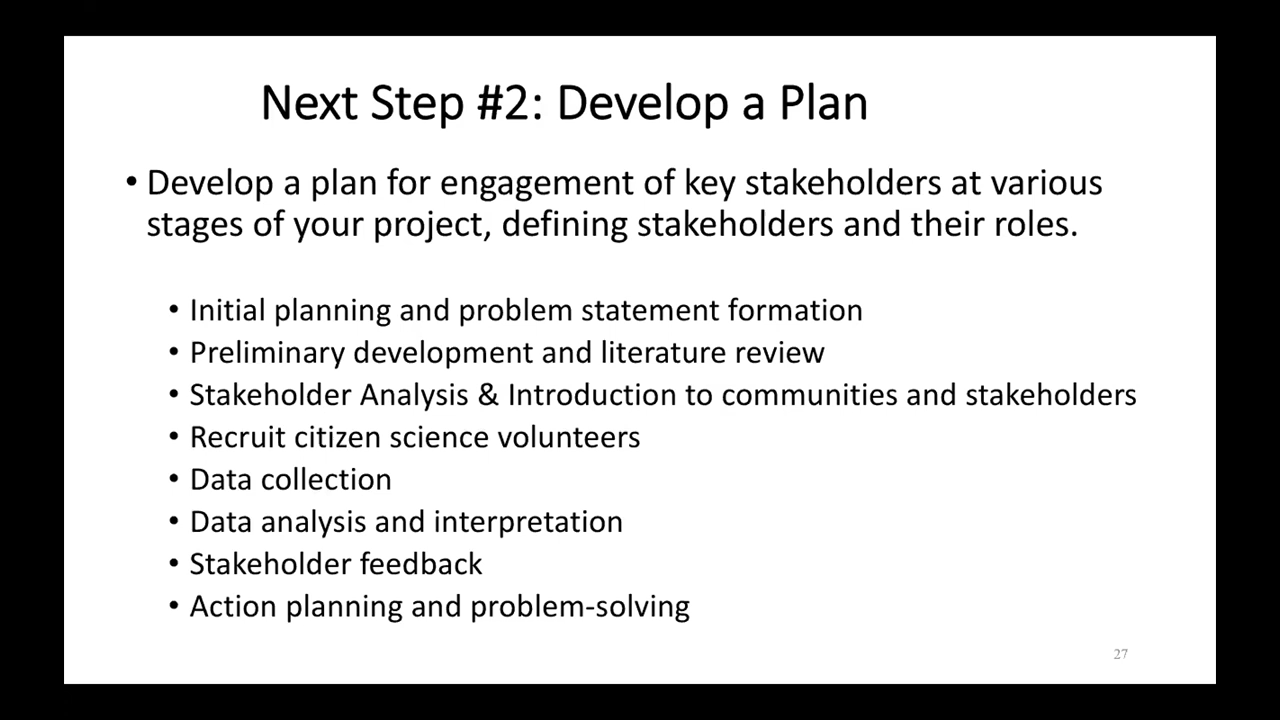 Next Step #2: Develop a Plan
• Develop a plan for engagement of key stakeholders at various
stages of your project, defining stakeholders and their roles.
• Initial planning and problem statement formation
• Preliminary development and literature review
• Stakeholder Analysis & Introduction to communities and stakeholders
• Recruit citizen science volunteers
• Data collection
• Data analysis and interpretation
• Stakeholder feedback
• Action planning and problem-solving
27